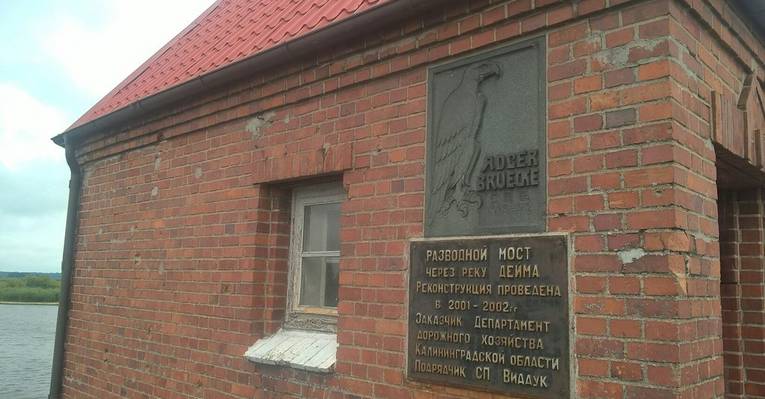 ADLER
BRUECKE
РАЗВОДНОЙ МОСТ
ЧЕРЕЗ РЕКУ ДЕЙМА
РЕКОНСТРУКЦИЯ ПРОВЕДЕНА
В 2001-2002гг
ЗАКАЗЧИК ДЕПАРТАМЕНТ
ДОРОЖНОГО ХОЗЯЙСТВА
КАЛИНИНГРАДСКОЙ ОБЛАСТИ
ПОДРЯДЧИК СП ВИАДУК